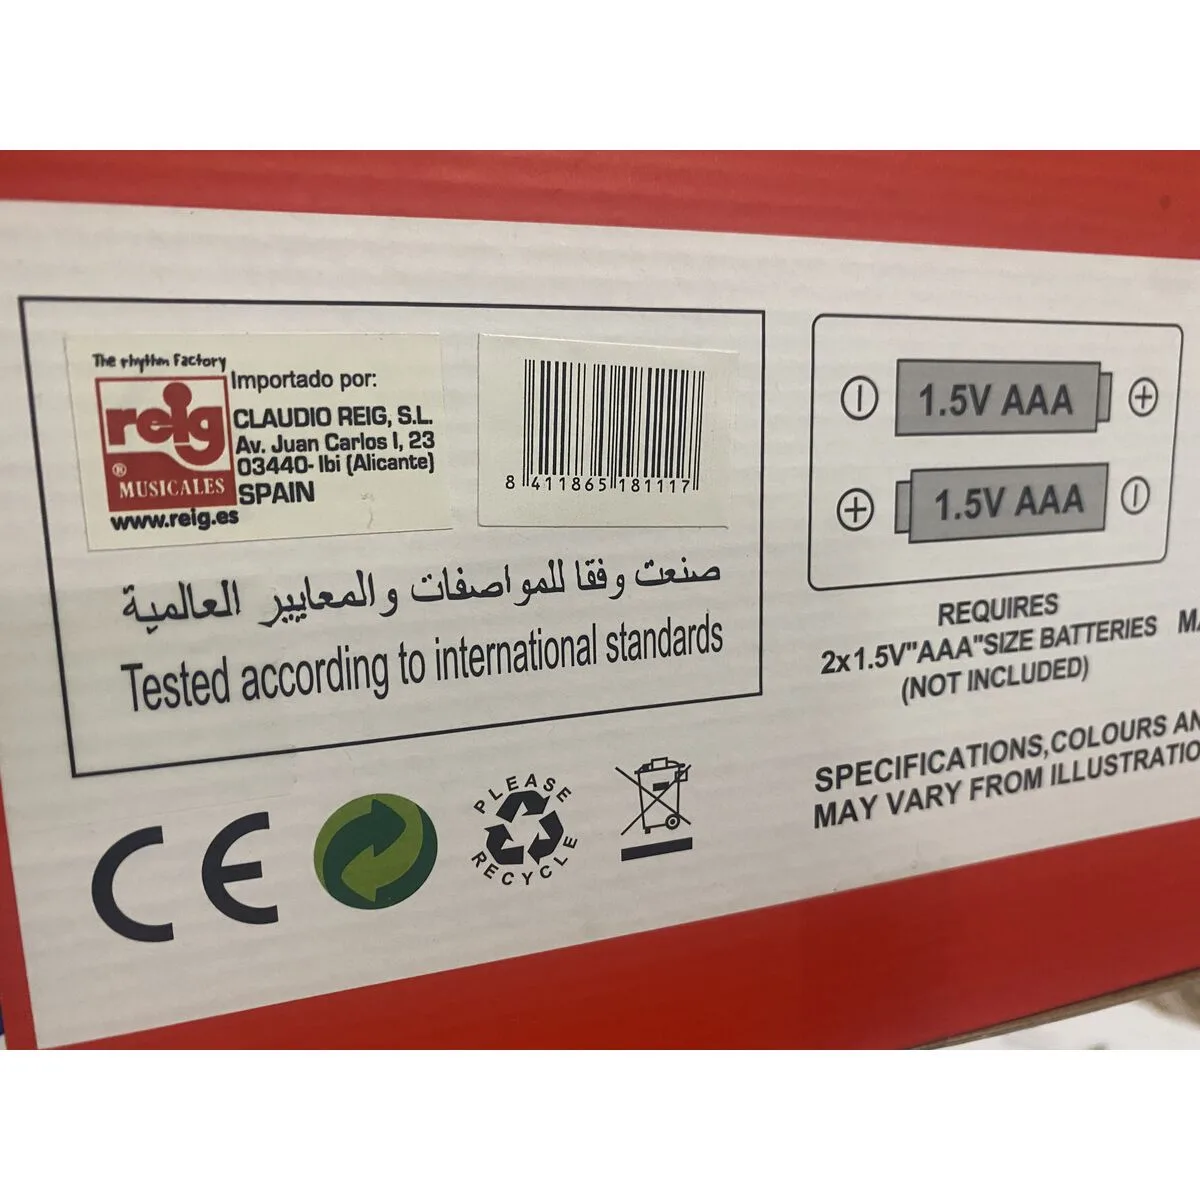 The rhythm Factory
reig
®
MUSICALES
www.reig.es
Importado por:
CLAUDIO REIG, S.L.
Av. Juan Carlos I, 23
03440- Ibi (Alicante)
SPAIN
8 411865 181117
صنعت وفقا للمواصفات والمعايير العالمية
Tested according to international standards
CE
PLEASE
RECYCLE
1.5V AAA
1.5V AAA
REQUIRES
2x1.5V"AAA"SIZE BATTERIES
(NOT INCLUDED)
SPECIFICATIONS,COLOURS
MAY VARY FROM